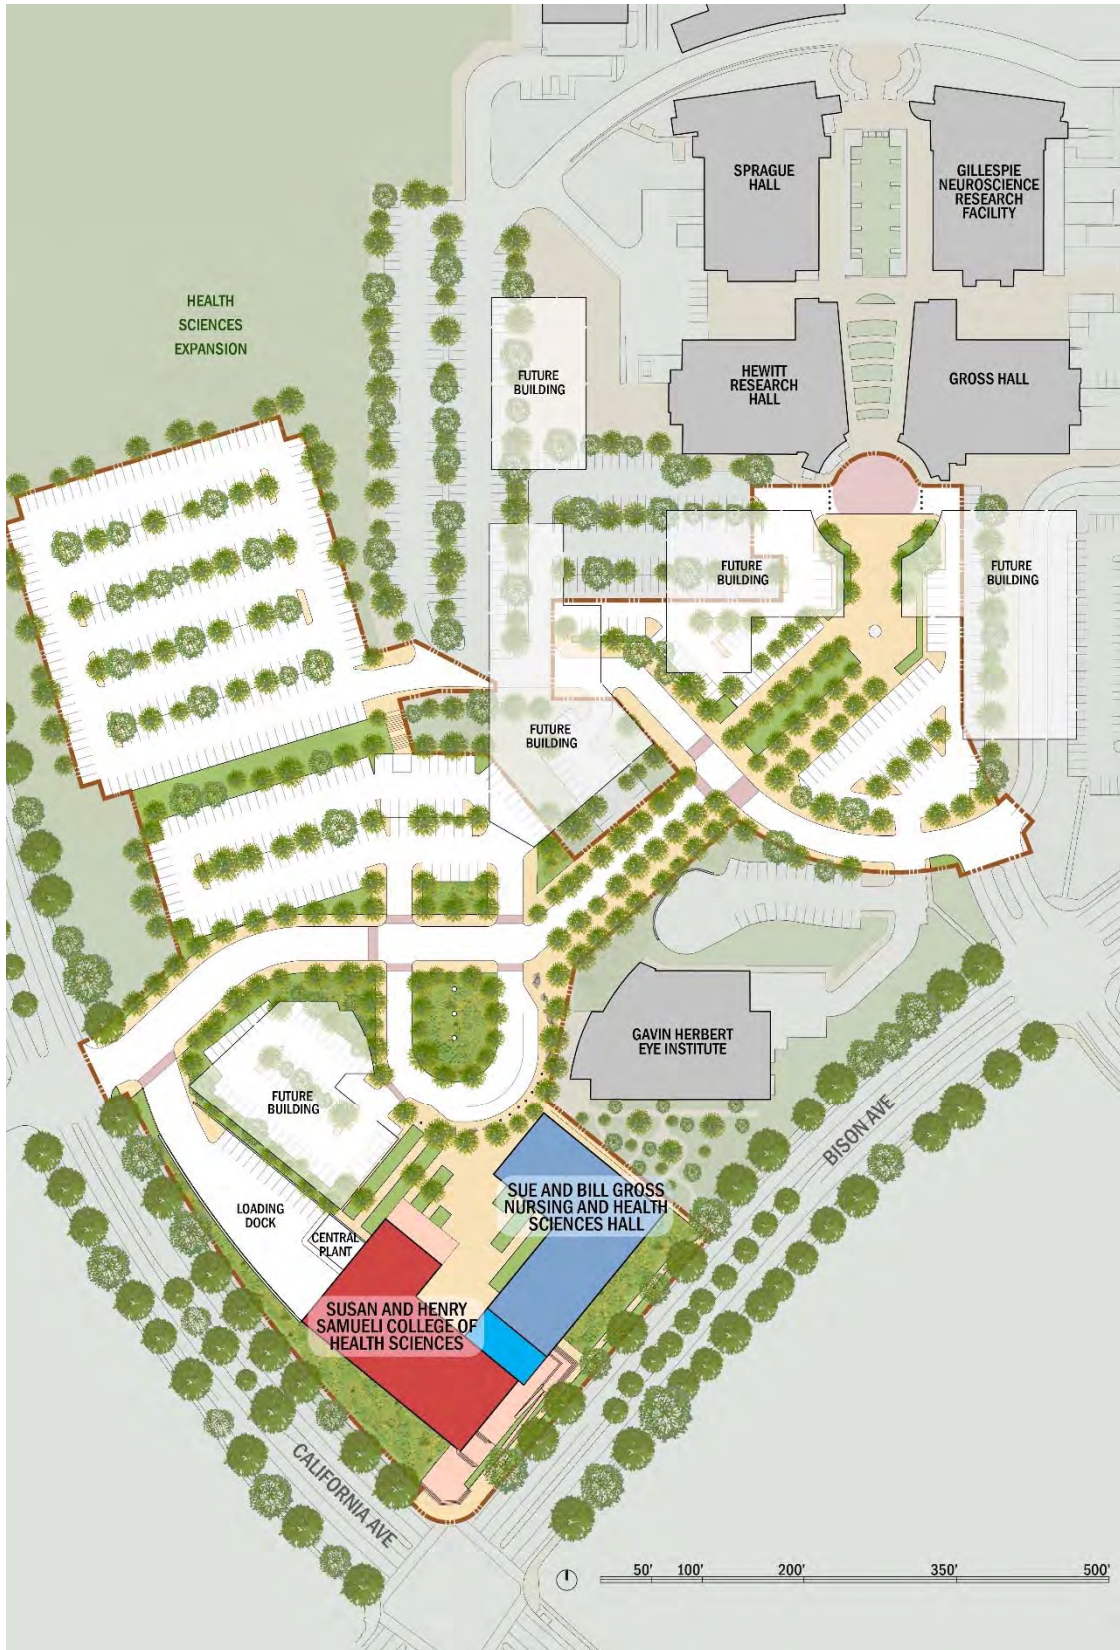 SPRAGUE
HALL
GILLESPIE
NEUROSCIENCE
RESEARCH
FACILITY
HEALTH
SCIENCES
EXPANSION
FUTURE
BUILDING
HEWITT
RESEARCH
HALL
GROSS HALL
FUTURE
BUILDING
FUTURE
BUILDING
FUTURE
BUILDING
GAVIN HERBERT
EYE INSTITUTE
FUTURE
BUILDING
BISON AVE
SUE AND BILL GROSS
NURSING AND HEALTH
SCIENCES HALL
LOADING
DOCK
CENTRAL
PLANT
SUSAN AND HENRY
SAMUELI COLLEGE OF
HEALTH SCIENCES
CALIFORNIA AVE
50' 100' 200' 350' 500'